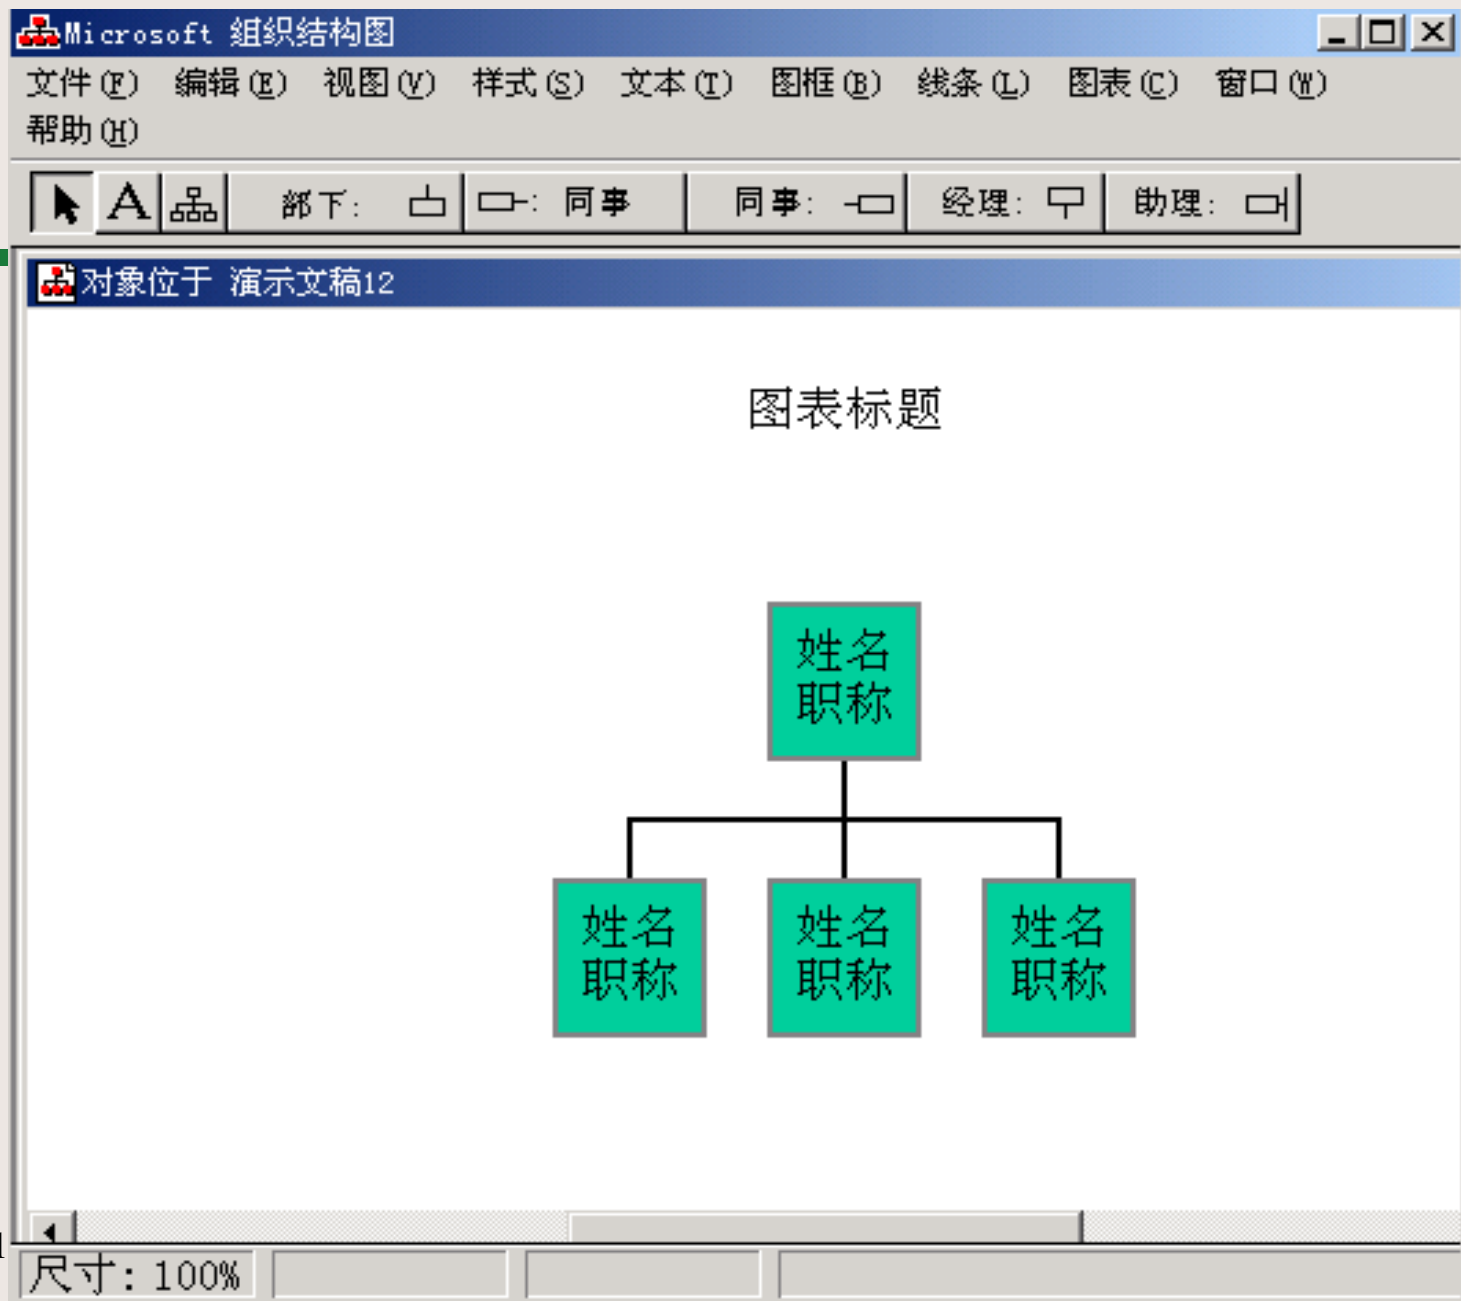 Microsoft 组织结构图
文件(F) 编辑(E) 视图(V) 样式(S) 文本(T) 图框(B) 线条(L) 图表(C) 窗口(W)
帮助(H)
A 部下: :同事 同事: 经理: 助理:
对象位于 演示文稿12
图表标题
姓名
职称
姓名 姓名 姓名
职称 职称 职称
尺寸: 100%